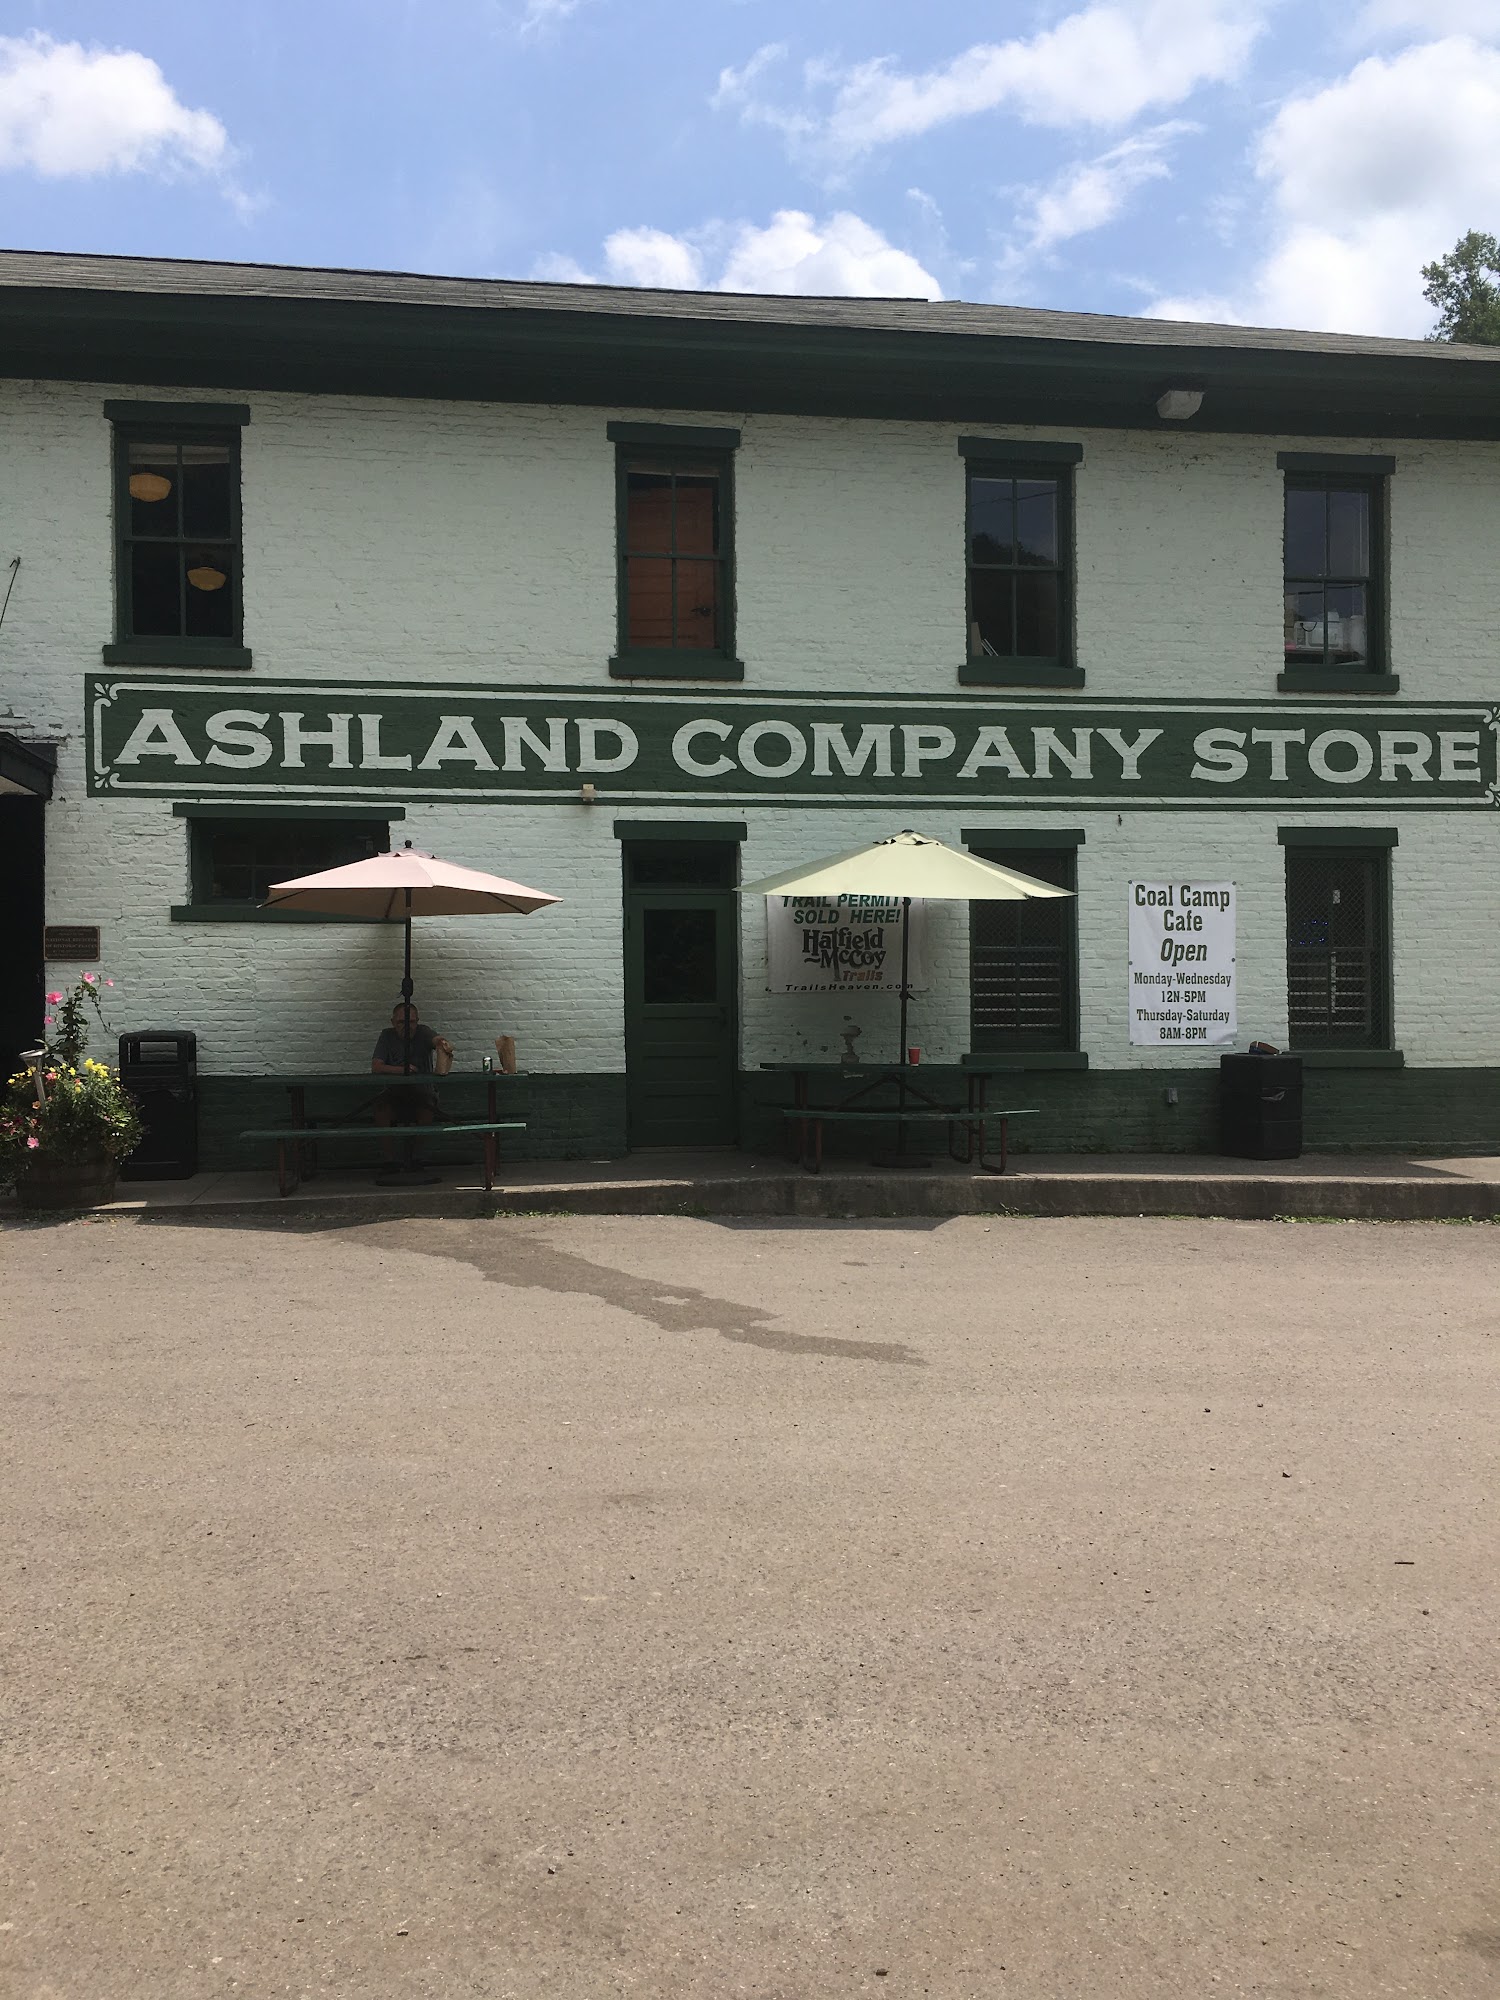 ASHLAND COMPANY STORE
TRAIL PERMIT
SOLD HERE!
Hatfield
McCoy
Trails
TrailsHeaven.com
Coal Camp
Cafe
Open
Monday-Wednesday
12N-5PM
Thursday-Saturday
8AM-8PM